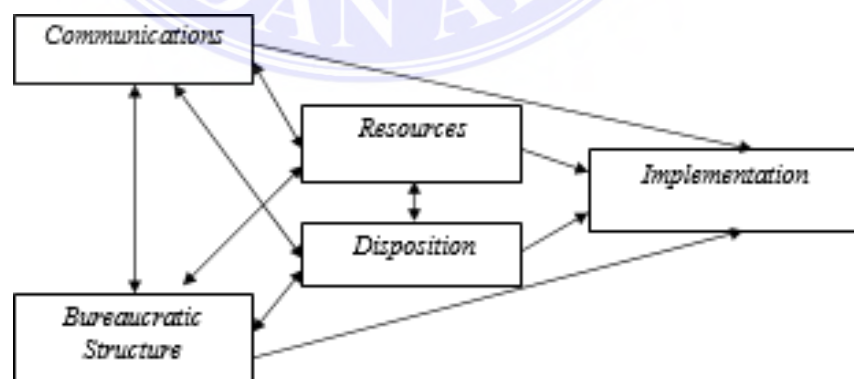 Communications
Resources
Implementation
Disposition
Bureaucratic
Structure